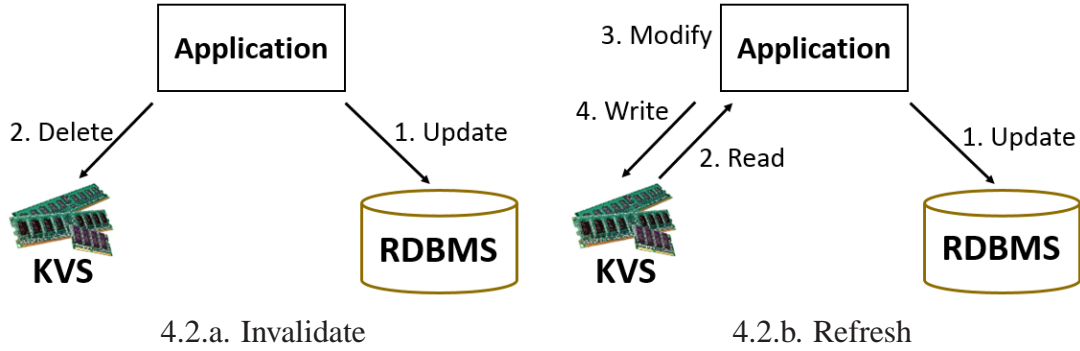 Application
2. Delete
1. Update
KVS
RDBMS
4.2.a. Invalidate
3. Modify
Application
4. Write
2. Read
1. Update
KVS
RDBMS
4.2.b. Refresh